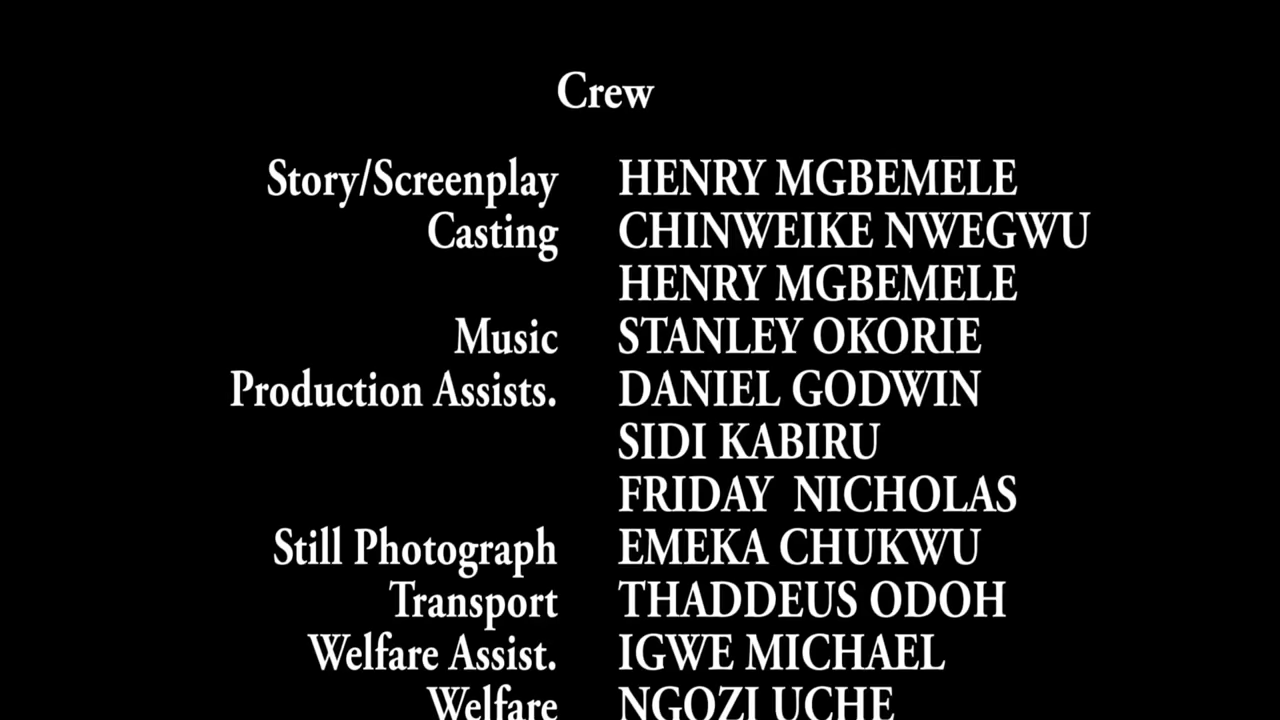 Crew
Story/Screenplay HENRY MGBEMELE
Casting CHINWEIKE NWEGWU
HENRY MGBEMELE
Music STANLEY OKORIE
Production Assists. DANIEL GODWIN
SIDI KABIRU
FRIDAY NICHOLAS
Still Photograph EMEKA CHUKWU
Transport THADDEUS ODOH
Welfare Assist. IGWE MICHAEL
Welfare NGOZI UCHE